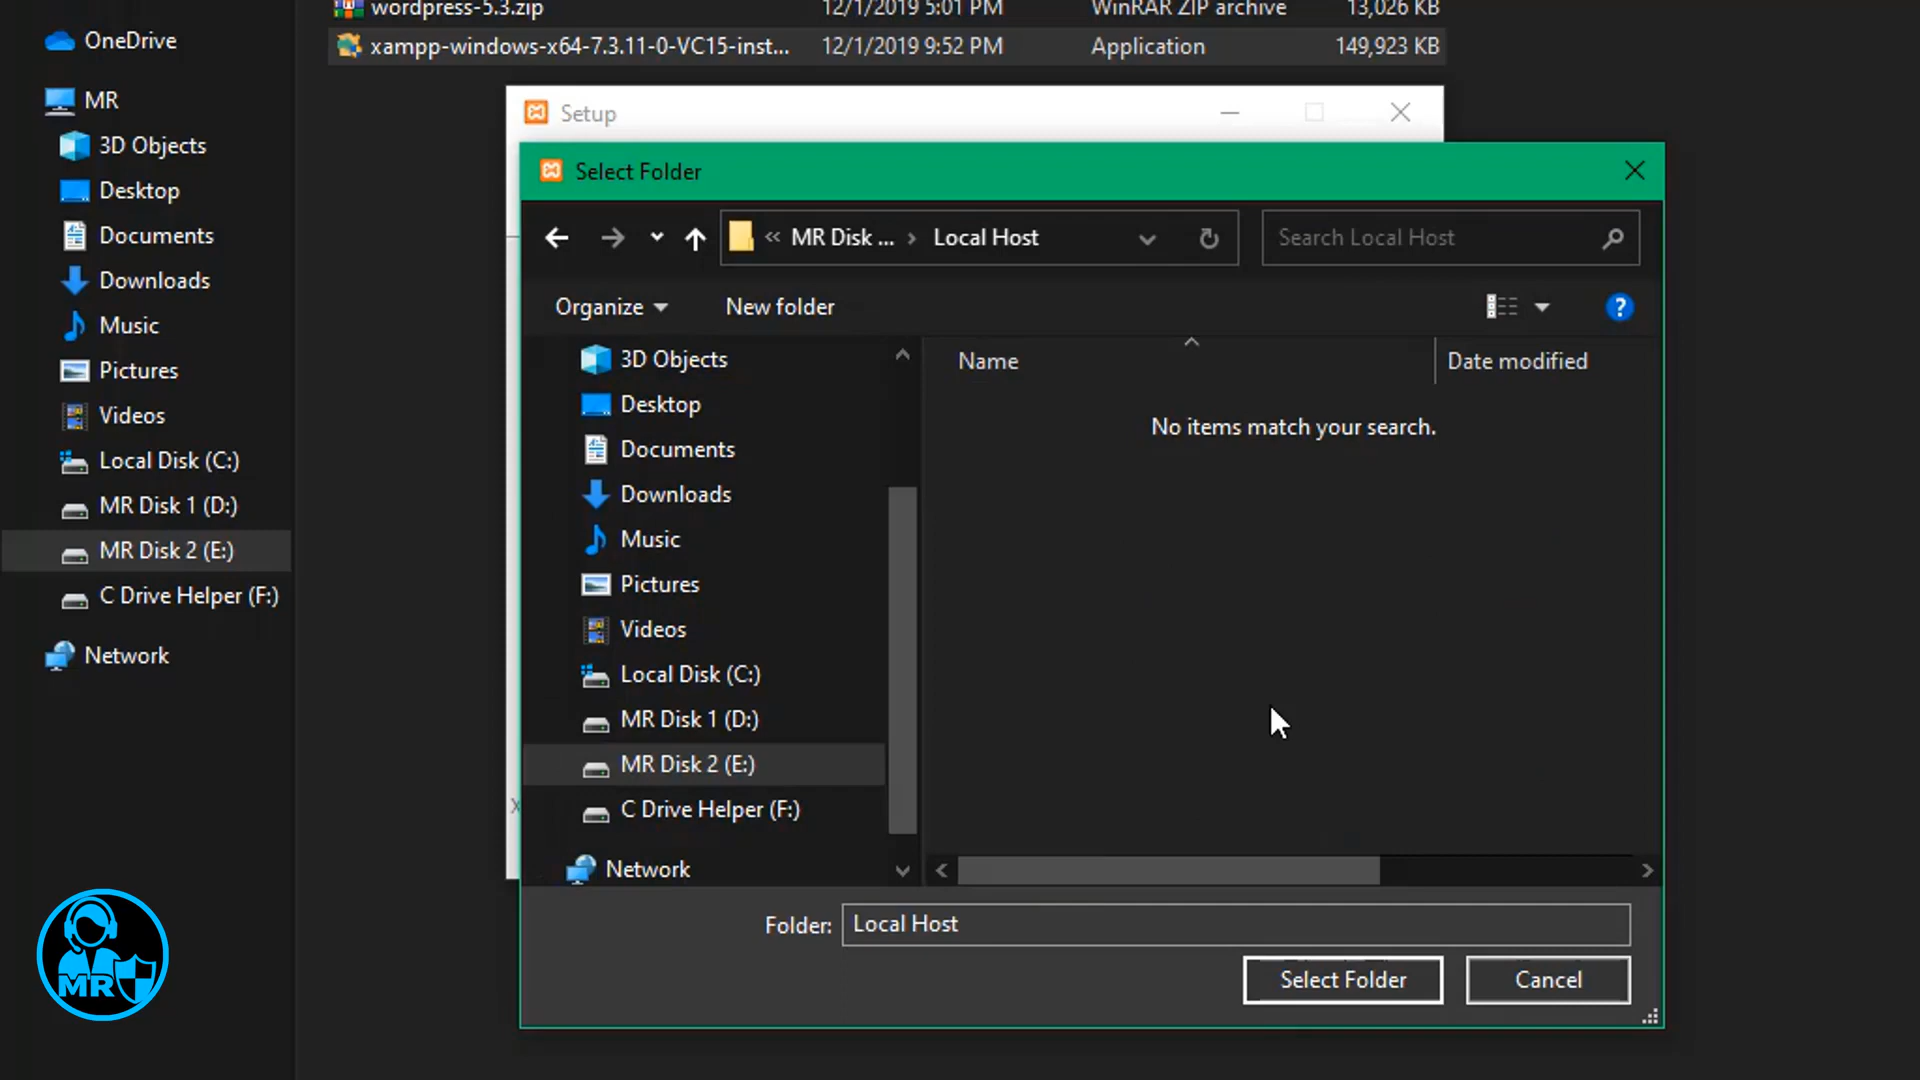 wordpress-5.3.zip 12/1/2019 5:01 PM WinRAR ZIP archive 13,026 KB
xampp-windows-x64-7.3.11-0-VC15-inst... 12/1/2019 9:52 PM Application 149,923 KB
OneDrive
MR
3D Objects
Desktop
Documents
Downloads
Music
Pictures
Videos
Local Disk (C:)
MR Disk 1 (D:)
MR Disk 2 (E:)
C Drive Helper (F:)
Network
MR
Setup
Select Folder
« MR Disk ... › Local Host
Search Local Host
Organize
New folder
?
3D Objects
Desktop
Documents
Downloads
Music
Pictures
Videos
Local Disk (C:)
MR Disk 1 (D:)
MR Disk 2 (E:)
C Drive Helper (F:)
Network
Name Date modified
No items match your search.
Folder: Local Host
Select Folder Cancel